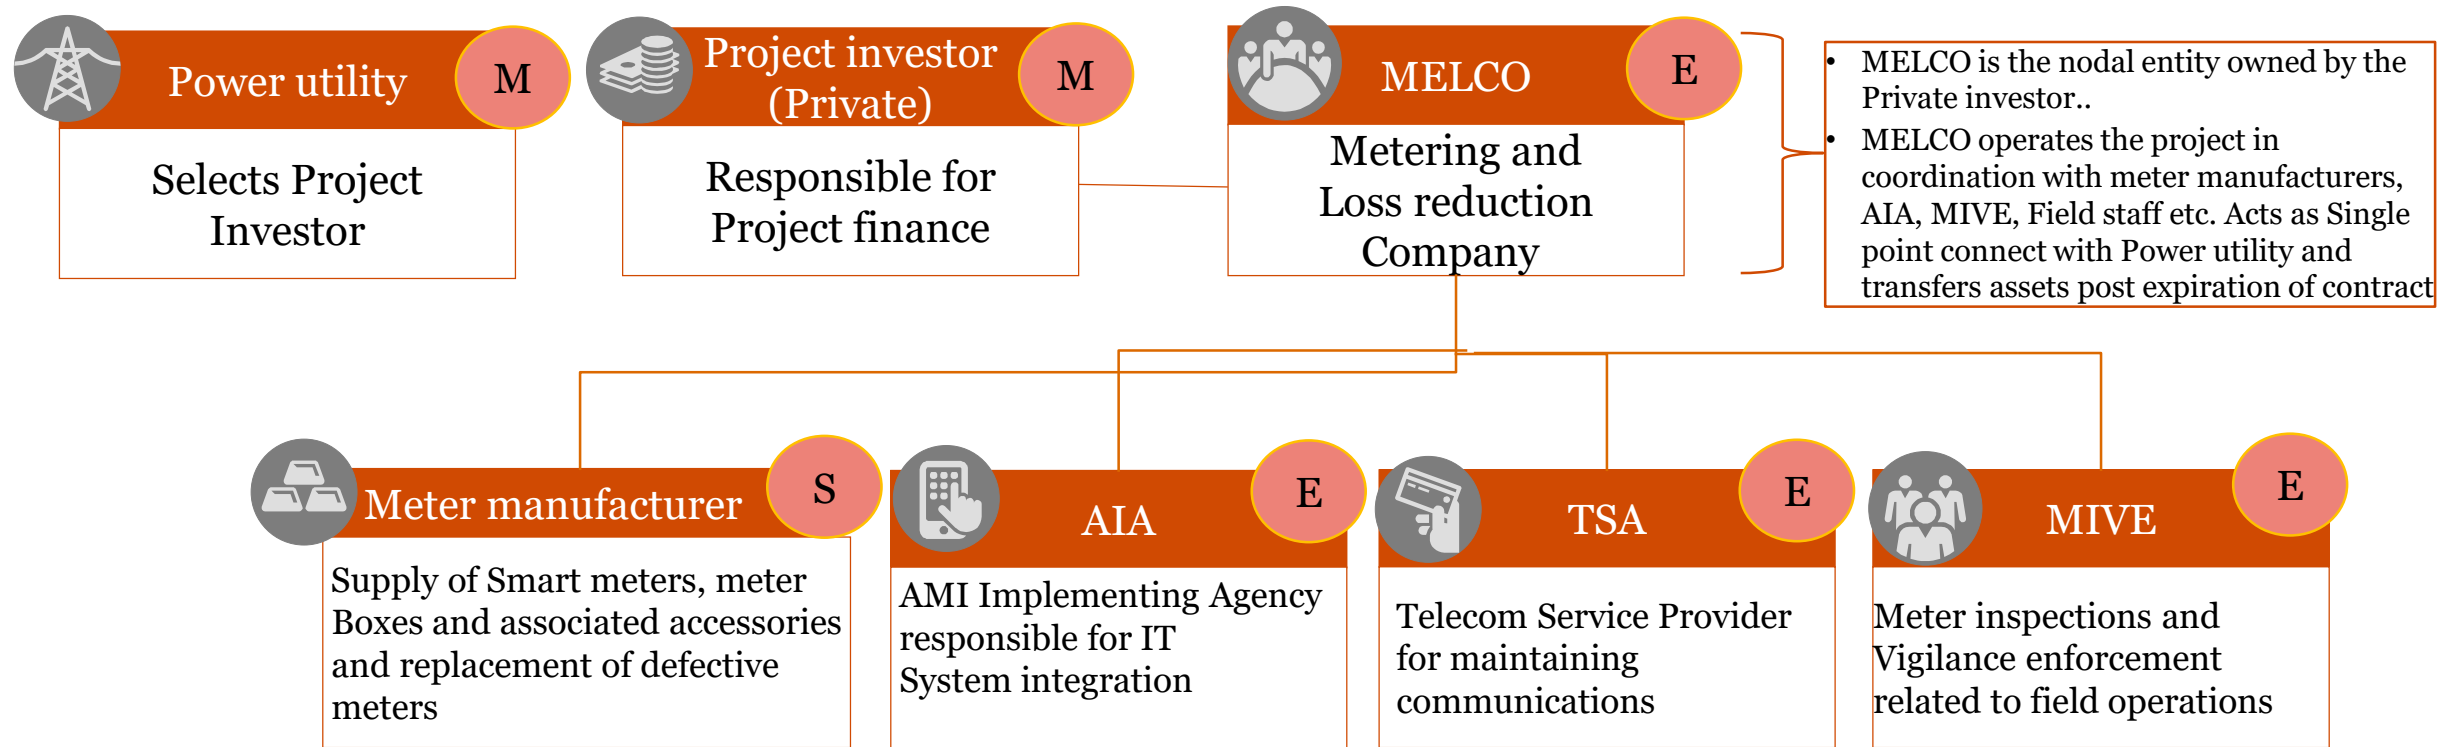 Power utility
M
Selects Project
Investor
Project investor
(Private)
M
Responsible for
Project finance
MELCO
E
Metering and
Loss reduction
Company
• MELCO is the nodal entity owned by the
Private investor..
• MELCO operates the project in
coordination with meter manufacturers,
AIA, MIVE, Field staff etc. Acts as Single
point connect with Power utility and
transfers assets post expiration of contract
Meter manufacturer
S
Supply of Smart meters, meter
Boxes and associated accessories
and replacement of defective
meters
AIA
E
AMI Implementing Agency
responsible for IT
System integration
TSA
E
Telecom Service Provider
for maintaining
communications
MIVE
E
Meter inspections and
Vigilance enforcement
related to field operations